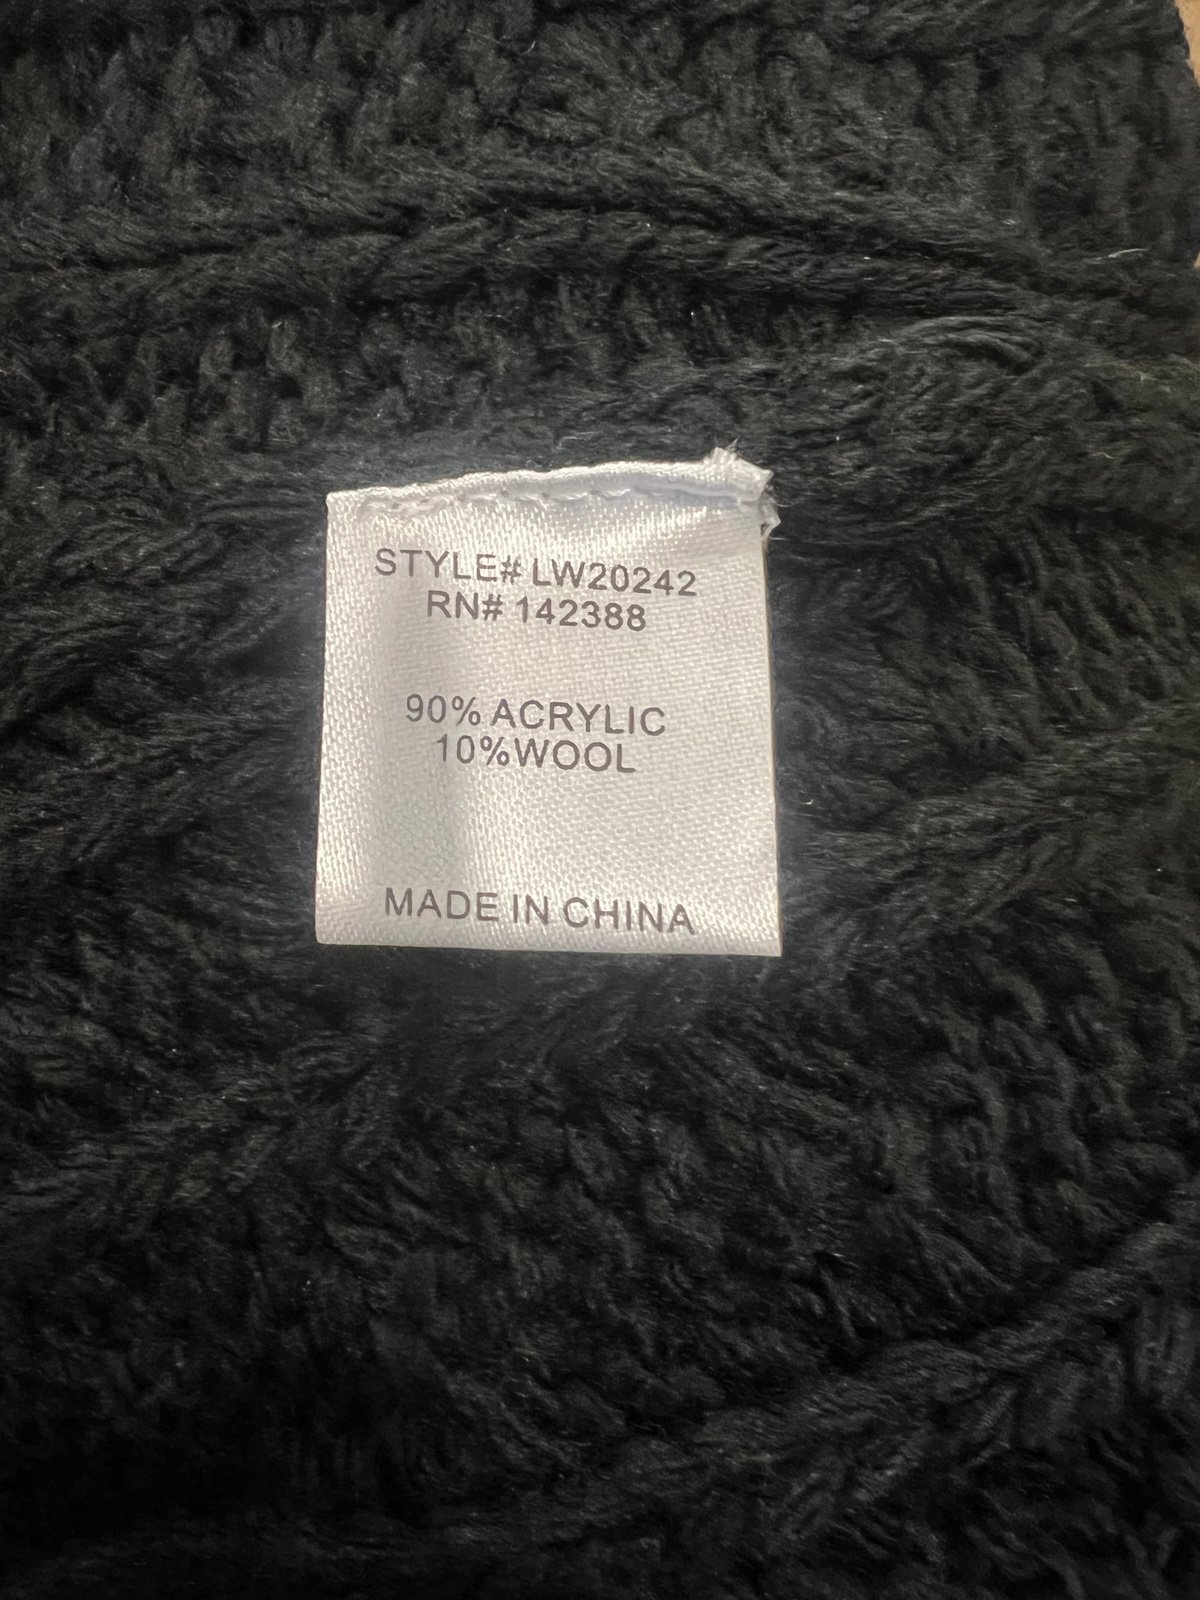 STYLE# LW20242
RN# 142388
90% ACRYLIC
10%WOOL
MADE IN CHINA